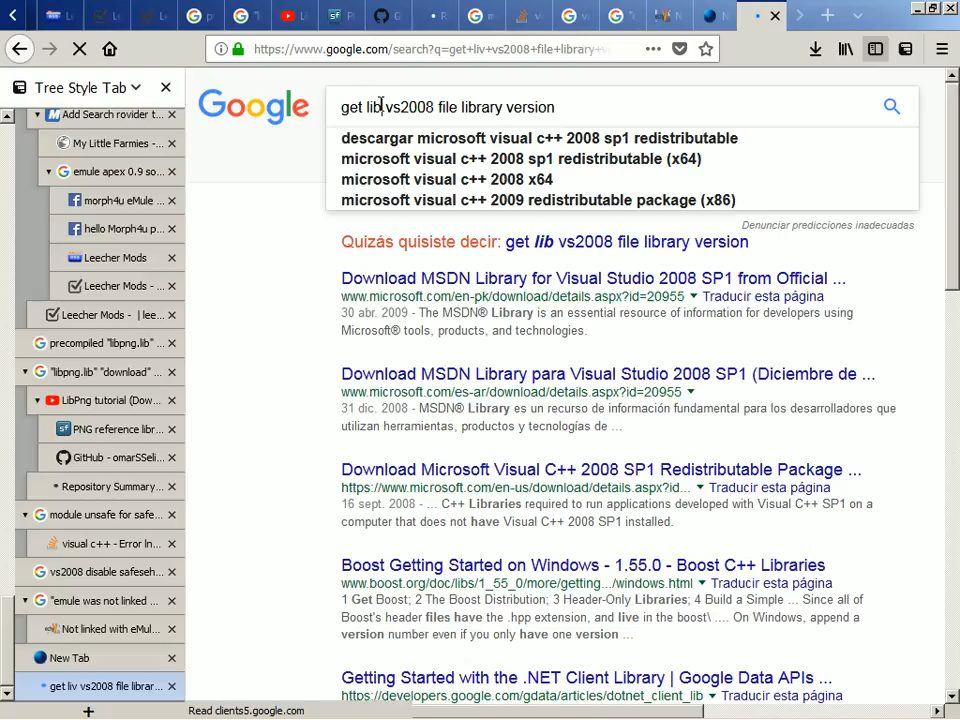 https://www.google.com/search?q=get+liv+vs2008+file+library+v
Tree Style Tab
Add Search rovider t...
My Little Farmies -...
emule apex 0.9 so...
morph4u eMule ...
hello Morph4u p...
Leecher Mods
Leecher Mods - ...
Leecher Mods - | lee...
precompiled "libpng.lib"
"libpng.lib" "download" ...
LibPng tutorial (Dow...
PNG reference libr...
GitHub - omarSSeli...
Repository Summary...
module unsafe for safe...
visual c++ - Error ln...
vs2008 disable safeseh...
"emule was not linked ...
Not linked with eMul...
New Tab
get liv vs2008 file librar...
Google
get lib vs2008 file library version
descargar microsoft visual c++ 2008 sp1 redistributable
microsoft visual c++ 2008 sp1 redistributable (x64)
microsoft visual c++ 2008 x64
microsoft visual c++ 2009 redistributable package (x86)
Denunciar predicciones inadecuadas
Quizás quisiste decir: get lib vs2008 file library version
Download MSDN Library for Visual Studio 2008 SP1 from Official ...
www.microsoft.com/en-pk/download/details.aspx?id=20955 Traducir esta página
30 abr. 2009 - The MSDN® Library is an essential resource of information for developers using
Microsoft® tools, products, and technologies.
Download MSDN Library para Visual Studio 2008 SP1 (Diciembre de ...
www.microsoft.com/es-ar/download/details.aspx?id=20955
31 dic. 2008 - MSDN® Library es un recurso de información fundamental para los desarrolladores que
utilizan herramientas, productos y tecnologías de ...
Download Microsoft Visual C++ 2008 SP1 Redistributable Package ...
https://www.microsoft.com/en-us/download/details.aspx?id... Traducir esta página
16 sept. 2008 - ... C++ Libraries required to run applications developed with Visual C++ SP1 on a
computer that does not have Visual C++ 2008 SP1 installed.
Boost Getting Started on Windows - 1.55.0 - Boost C++ Libraries
www.boost.org/doc/libs/1_55_0/more/getting.../windows.html Traducir esta página
1 Get Boost; 2 The Boost Distribution; 3 Header-Only Libraries; 4 Build a Simple ... Since all of
Boost's header files have the .hpp extension, and live in the boost\ .... On Windows, append a
version number even if you only have one version ...
Getting Started with the .NET Client Library | Google Data APIs ...
https://developers.google.com/gdata/articles/dotnet_client_lib Traducir esta página
Read clients5.google.com